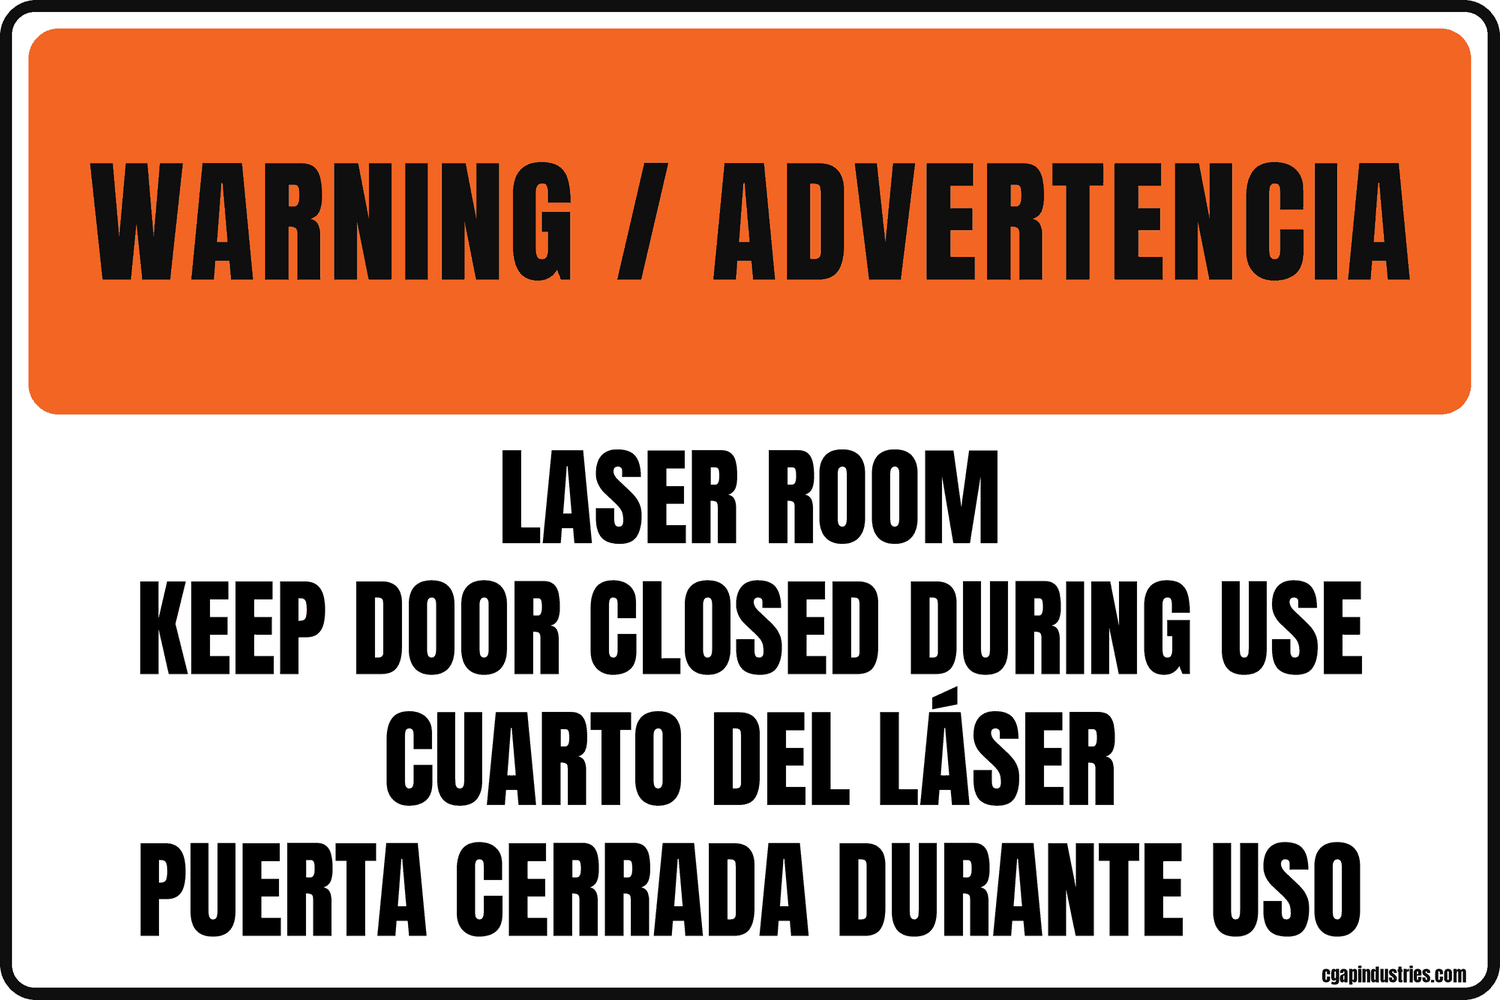 WARNING / ADVERTENCIA
LASER ROOM
KEEP DOOR CLOSED DURING USE
CUARTO DEL LÁSER
PUERTA CERRADA DURANTE USO
cgapindustries.com